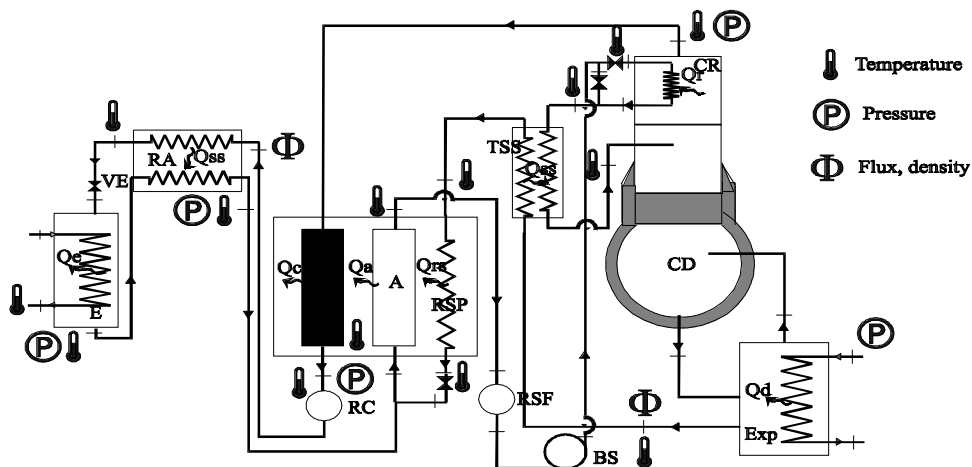 P
CR
Qr
Temperature
P
Pressure
Φ
Flux, density
Φ
RA
Qss
VE
TSS
Qss
P
Qe
E
P
Qc
Qa
A
Qrs
RSP
CD
P
P
RC
RSF
Φ
Qd
Exp
BS